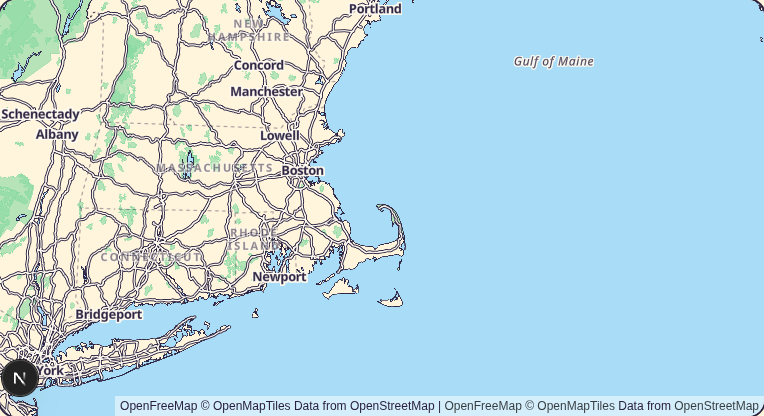 Portland
NEW
HAMPSHIRE
Gulf of Maine
Concord
Manchester
Schenectady
Albany
Lowell
MASSACHUSETTS
Boston
RHODE
ISLAND
CONNECTICUT
Newport
Bridgeport
York
N
OpenFreeMap © OpenMapTiles Data from OpenStreetMap | OpenFreeMap © OpenMapTiles Data from OpenStreetMap